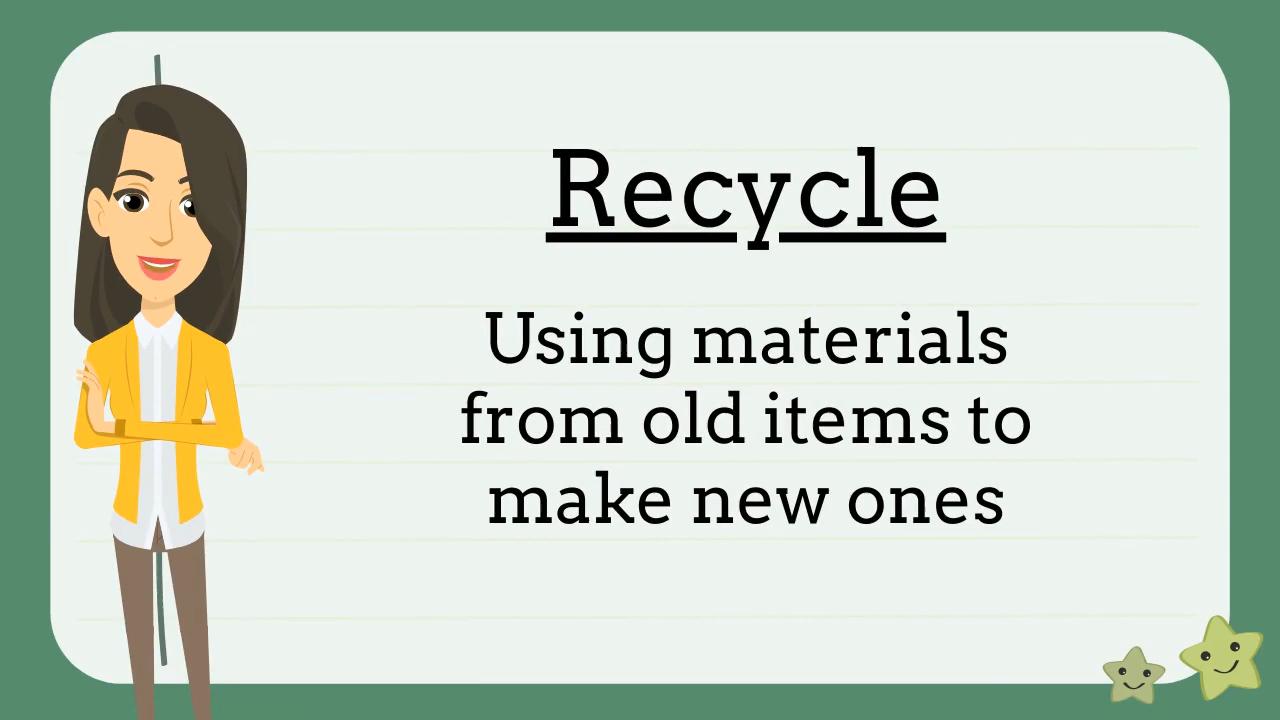 Recycle
Using materials
from old items to
make new ones